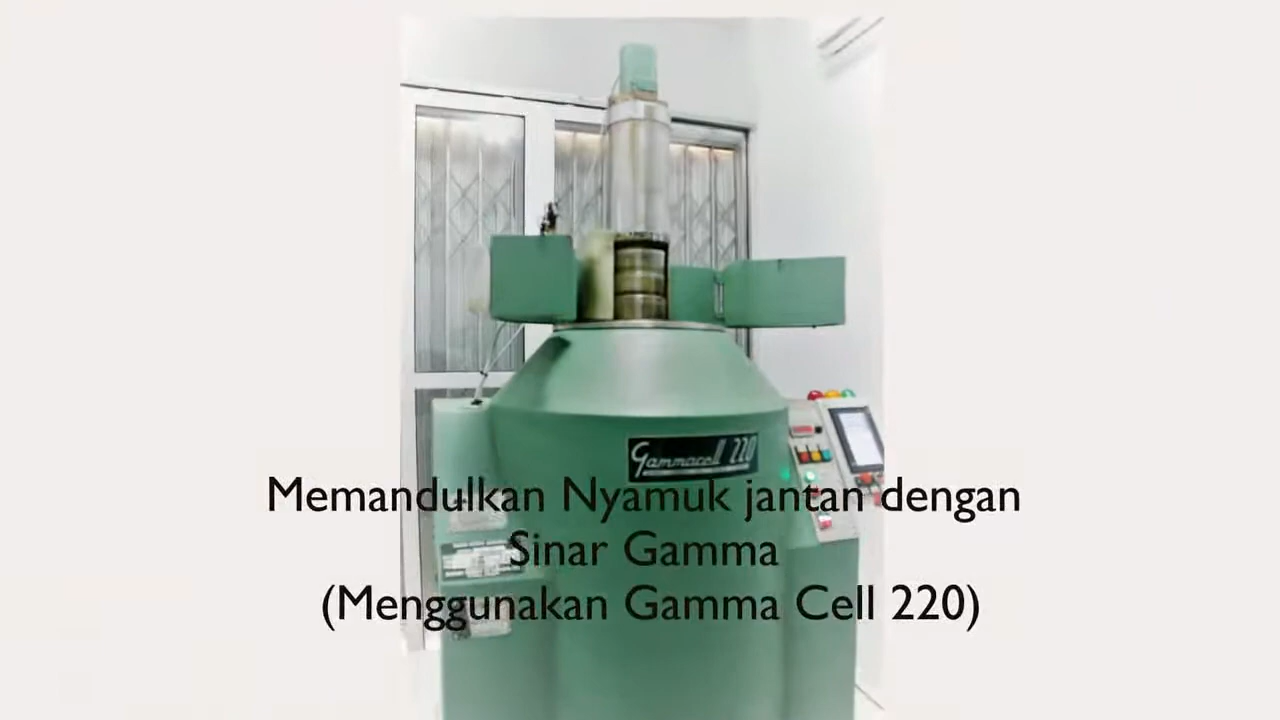 Gammacell 220
Memandulkan Nyamuk jantan dengan
Sinar Gamma
(Menggunakan Gamma Cell 220)